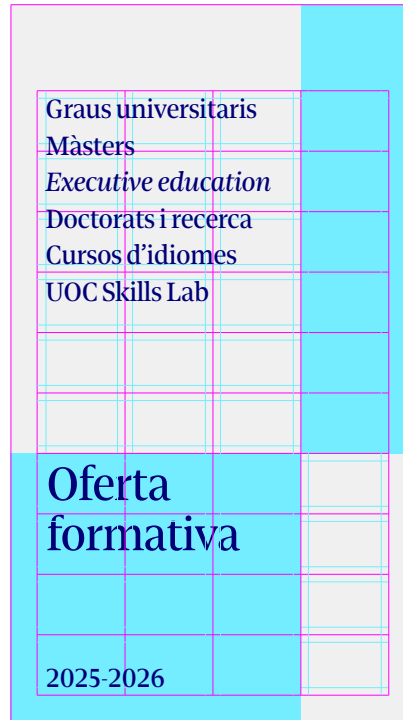 Graus universitaris
Màsters
Executive education
Doctorats i recerca
Cursos d'idiomes
UOC Skills Lab
Oferta
formativa
2025-2026